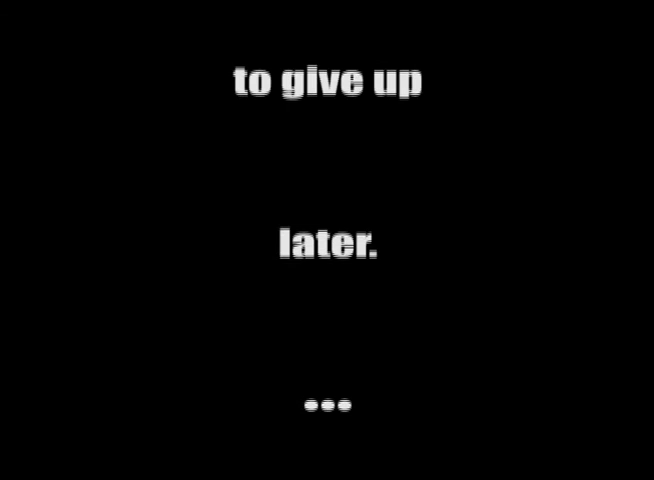 to give up
later.
...